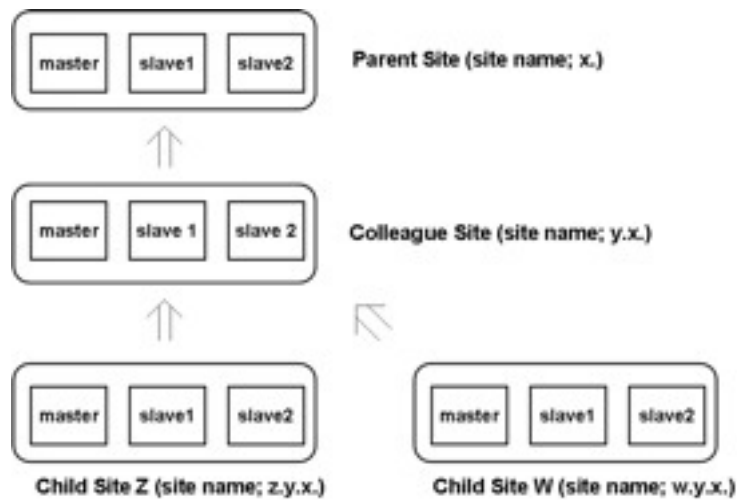 master slave1 slave2 Parent Site (site name; x.)
master slave 1 slave 2 Colleague Site (site name; y.x.)
master slave1 slave2 master slave1 slave2
Child Site Z (site name; z.y.x.) Child Site W (site name; w.y.x.)